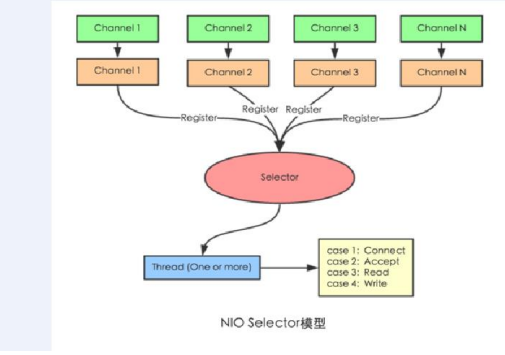 Channel 1
Channel 2
Channel 3
Channel N
Channel 1
Channel 2
Channel 3
Channel N
Register
Register
Register
Register
Selector
Thread (One or more)
case 1: Connect
case 2: Accept
case 3: Read
case 4: Write
NIO Selector模型